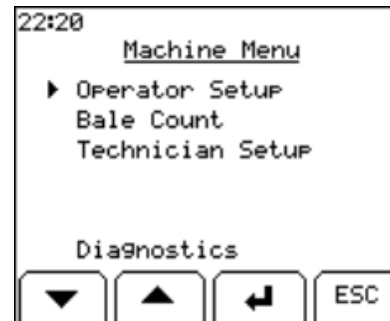 22:20
Machine Menu
Operator Setup
Bale Count
Technician Setup
Diagnostics
ESC